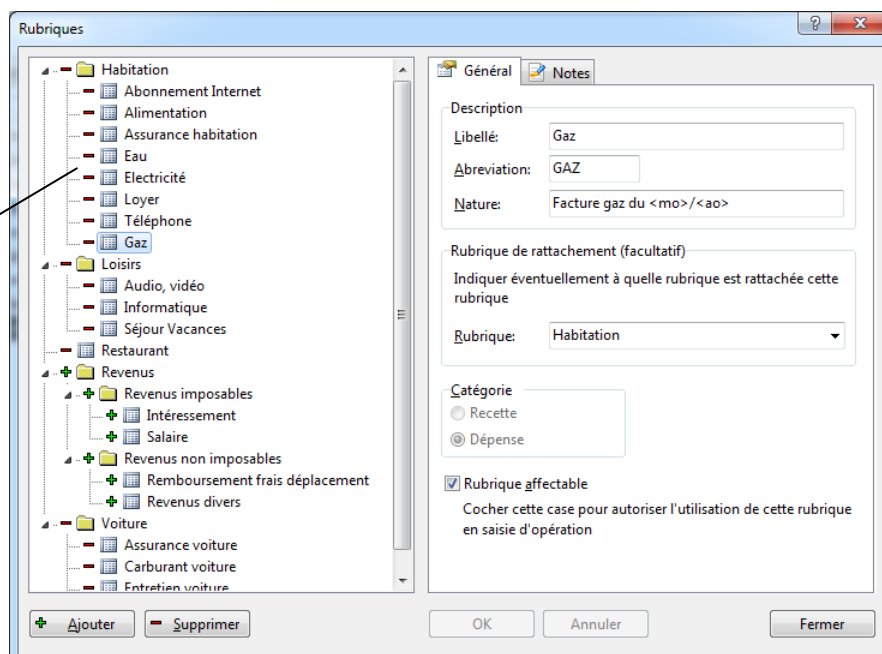 Rubriques
Habitation
Abonnement Internet
Alimentation
Assurance habitation
Eau
Electricité
Loyer
Téléphone
Gaz
Loisirs
Audio, vidéo
Informatique
Séjour Vacances
Restaurant
Revenus
Revenus imposables
Intéressement
Salaire
Revenus non imposables
Remboursement frais déplacement
Revenus divers
Voiture
Assurance voiture
Carburant voiture
Entretien voiture
Ajouter
Supprimer
Général
Notes
Description
Libellé: Gaz
Abreviation: GAZ
Nature: Facture gaz du <mo>/<ao>
Rubrique de rattachement (facultatif)
Indiquer éventuellement à quelle rubrique est rattachée cette
rubrique
Rubrique: Habitation
Catégorie
Recette
Dépense
Rubrique affectable
Cocher cette case pour autoriser l'utilisation de cette rubrique
en saisie d'opération
OK
Annuler
Fermer